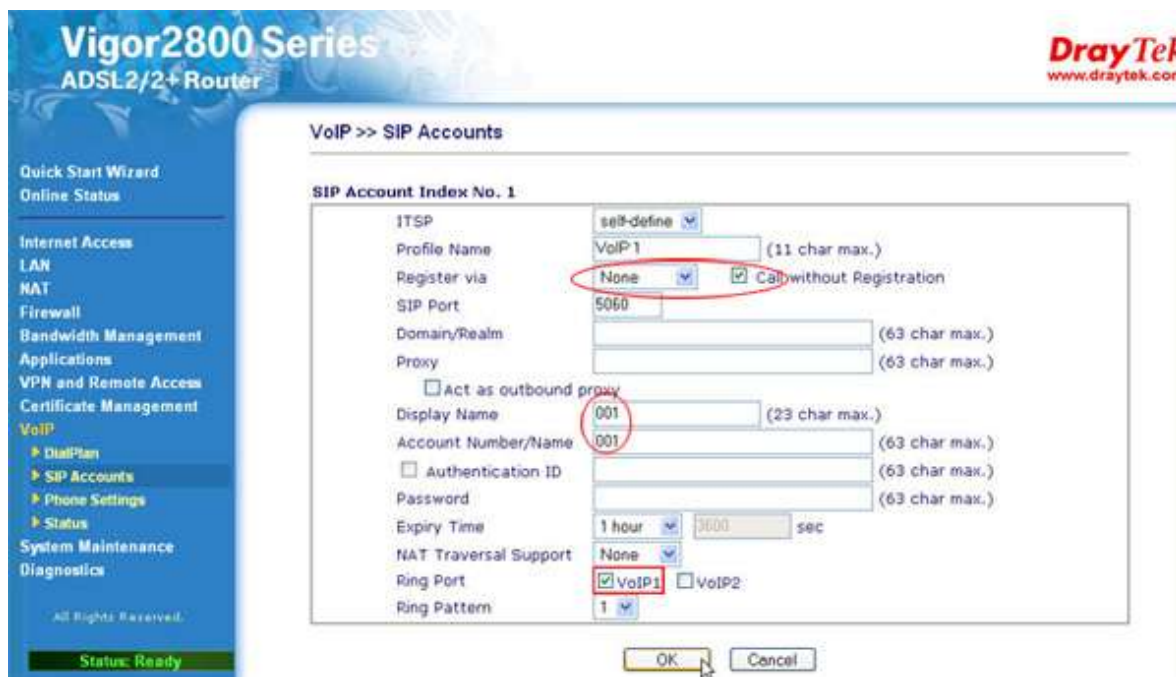 Vigor2800 Series
ADSL2/2+ Router
DrayTek
www.draytek.com
Quick Start Wizard
Online Status
Internet Access
LAN
NAT
Firewall
Bandwidth Management
Applications
VPN and Remote Access
Certificate Management
VoIP
DialPlan
SIP Accounts
Phone Settings
Status
System Maintenance
Diagnostics
All Rights Reserved.
Status: Ready
VoIP >> SIP Accounts
SIP Account Index No. 1
ITSP self-define
Profile Name VoIP1 (11 char max.)
Register via None Call without Registration
SIP Port 5060
Domain/Realm (63 char max.)
Proxy (63 char max.)
Act as outbound proxy
Display Name 001 (23 char max.)
Account Number/Name 001 (63 char max.)
Authentication ID (63 char max.)
Password (63 char max.)
Expiry Time 1 hour 3600 sec
NAT Traversal Support None
Ring Port VoIP1 VoIP2
Ring Pattern 1
OK Cancel